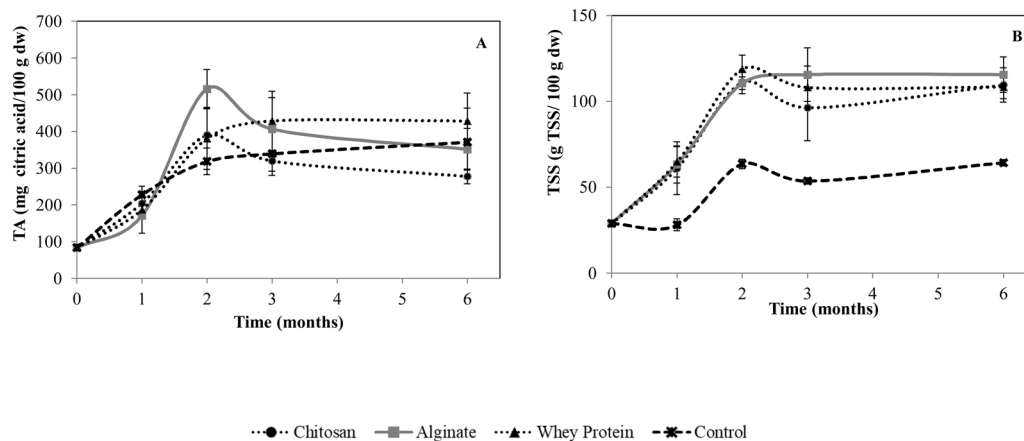 A
TA (mg citric acid/100 g dw)
700
600
500
400
300
200
100
0
0 1 2 3 4 5 6
Time (months)
B
TSS (g TSS/ 100 g dw)
150
100
50
0
0 1 2 3 4 5 6
Time (months)
Chitosan Alginate Whey Protein Control